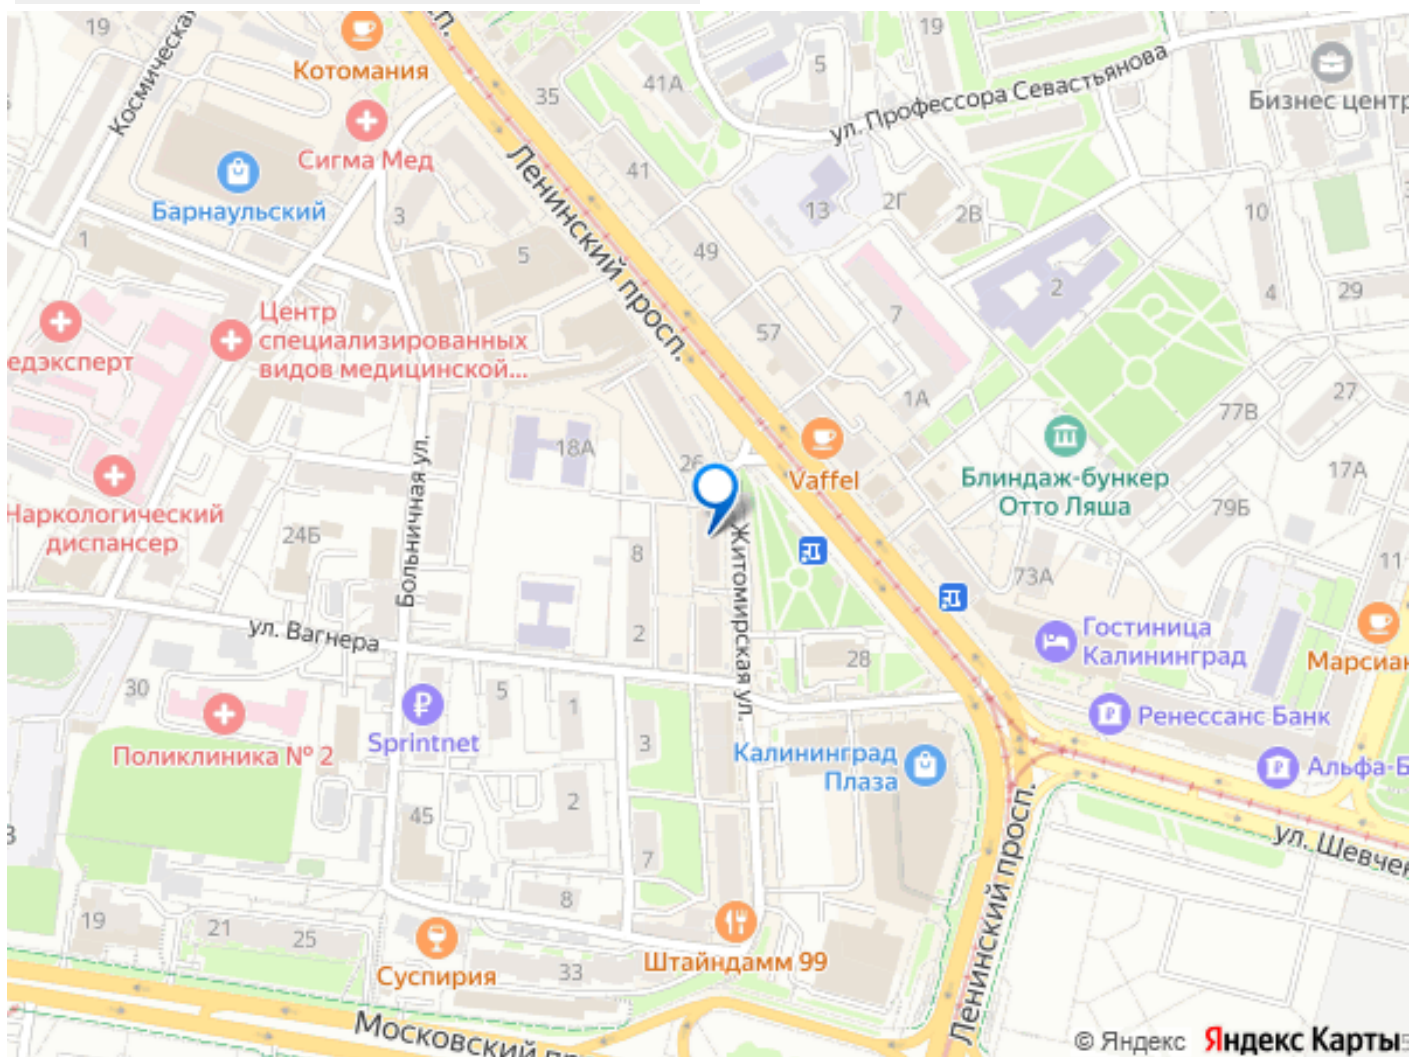 19
Космическая
сп.
Котомания
35
41А
5
19
ул. Профессора Севастьянова
Бизнес центр
Сигма Мед
Барнаульский
Ленинский просп.
41
13
2Г
2В
10
1
3
5
49
2
4
29
7
57
едэксперт
Центр
специализированных
видов медицинской...
1А
27
77В
Vaffel
Блиндаж-бункер
Отто Ляша
17А
79Б
18А
26
Наркологический
диспансер
24Б
Больничная ул.
8
Житомирская ул.
73А
11
ул. Вагнера
2
28
Гостиница
Калининград
Марсиан
30
5
1
Sprintnet
Поликлиника № 2
3
Калининград
Плаза
Ренессанс Банк
Альфа-Б
45
2
7
8
ул. Шевчен
Ленинский просп.
19
21
25
33
Суспирия
Штайндамм 99
Московский пр
© Яндекс Яндекс Карты